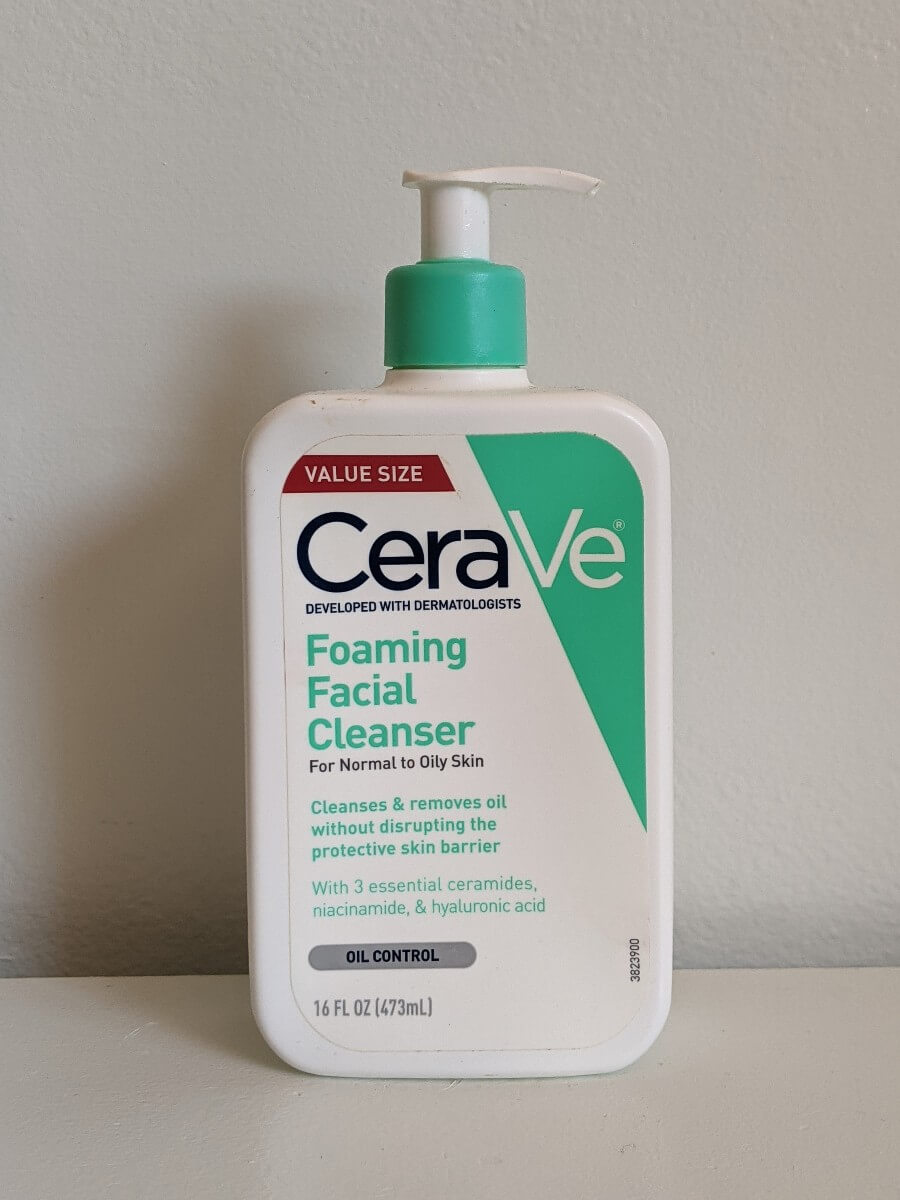 VALUE SIZE
CeraVe®
DEVELOPED WITH DERMATOLOGISTS
Foaming
Facial
Cleanser
For Normal to Oily Skin
Cleanses & removes oil
without disrupting the
protective skin barrier
With 3 essential ceramides,
niacinamide, & hyaluronic acid
OIL CONTROL
3823900
16 FL OZ (473mL)